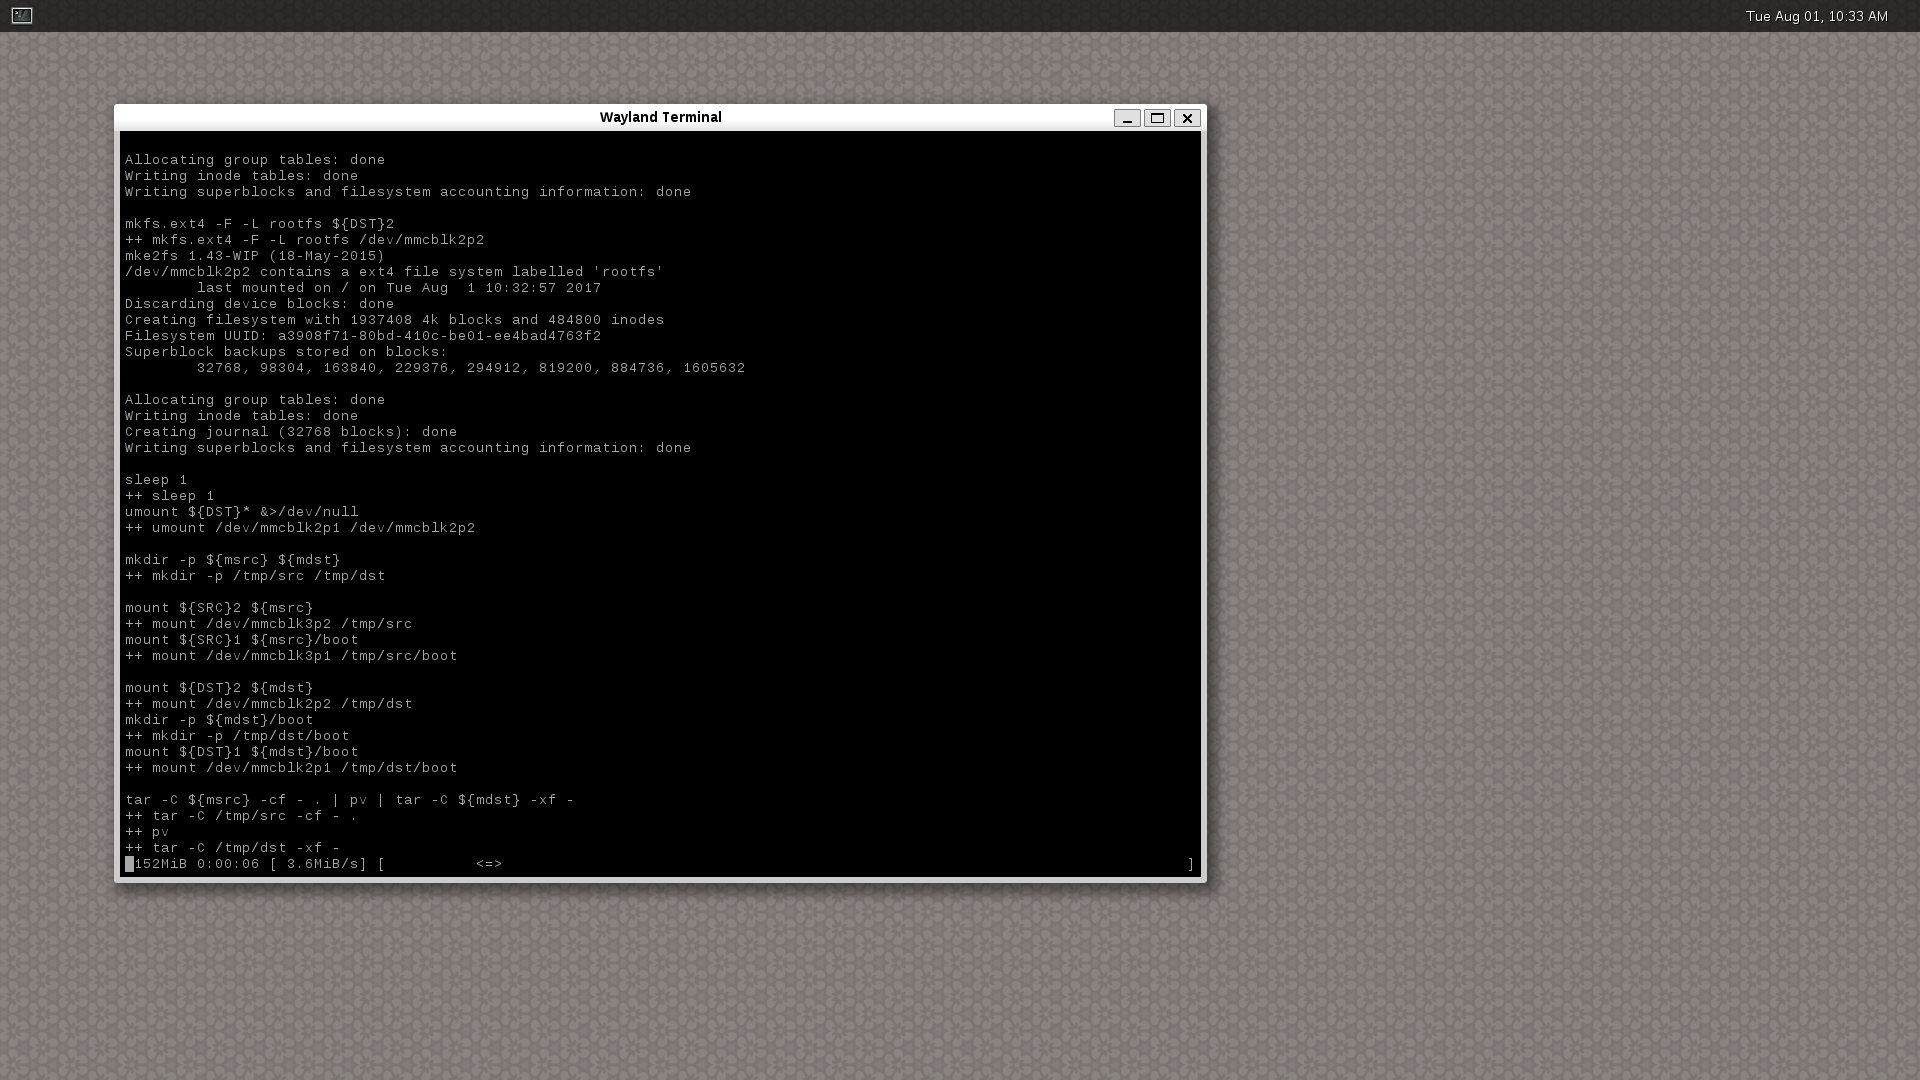 Tue Aug 01, 10:33 AM
Wayland Terminal
Allocating group tables: done
Writing inode tables: done
Writing superblocks and filesystem accounting information: done
mkfs.ext4 -F -L rootfs ${DST}2
++ mkfs.ext4 -F -L rootfs /dev/mmcblk2p2
mke2fs 1.43-WIP (18-May-2015)
/dev/mmcblk2p2 contains a ext4 file system labelled 'rootfs'
        last mounted on / on Tue Aug  1 10:32:57 2017
Discarding device blocks: done
Creating filesystem with 1937408 4k blocks and 484800 inodes
Filesystem UUID: a3908f71-80bd-410c-be01-ee4bad4763f2
Superblock backups stored on blocks:
        32768, 98304, 163840, 229376, 294912, 819200, 884736, 1605632
Allocating group tables: done
Writing inode tables: done
Creating journal (32768 blocks): done
Writing superblocks and filesystem accounting information: done
sleep 1
++ sleep 1
umount ${DST}* &>/dev/null
++ umount /dev/mmcblk2p1 /dev/mmcblk2p2
mkdir -p ${msrc} ${mdst}
++ mkdir -p /tmp/src /tmp/dst
mount ${SRC}2 ${msrc}
++ mount /dev/mmcblk3p2 /tmp/src
mount ${SRC}1 ${msrc}/boot
++ mount /dev/mmcblk3p1 /tmp/src/boot
mount ${DST}2 ${mdst}
++ mount /dev/mmcblk2p2 /tmp/dst
mkdir -p ${mdst}/boot
++ mkdir -p /tmp/dst/boot
mount ${DST}1 ${mdst}/boot
++ mount /dev/mmcblk2p1 /tmp/dst/boot
tar -C ${msrc} -cf - . | pv | tar -C ${mdst} -xf -
++ tar -C /tmp/src -cf - .
++ pv
++ tar -C /tmp/dst -xf -
152MiB 0:00:06 [ 3.6MiB/s] [          <=>                                                                            ]